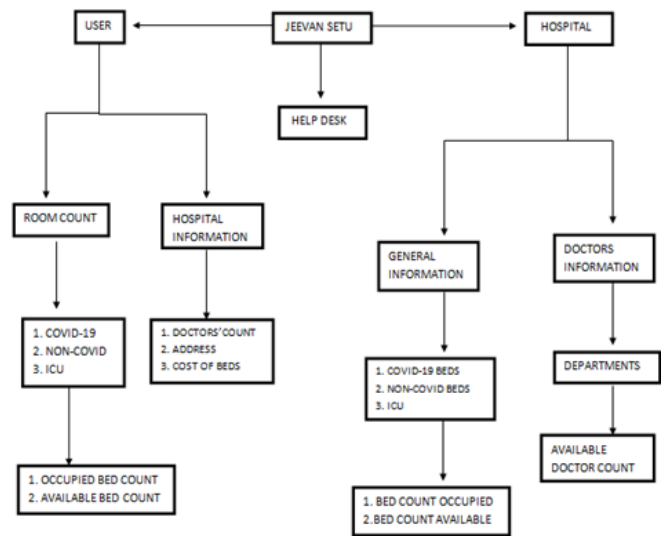 USER
JEEVAN SETU
HOSPITAL
HELP DESK
ROOM COUNT
HOSPITAL
INFORMATION
GENERAL
INFORMATION
DOCTORS
INFORMATION
1. COVID-19
2. NON-COVID
3. ICU
1. DOCTORS' COUNT
2. ADDRESS
3. COST OF BEDS
1. COVID-19 BEDS
2. NON-COVID BEDS
3. ICU
DEPARTMENTS
1. OCCUPIED BED COUNT
2. AVAILABLE BED COUNT
1. BED COUNT OCCUPIED
2.BED COUNT AVAILABLE
AVAILABLE
DOCTOR COUNT